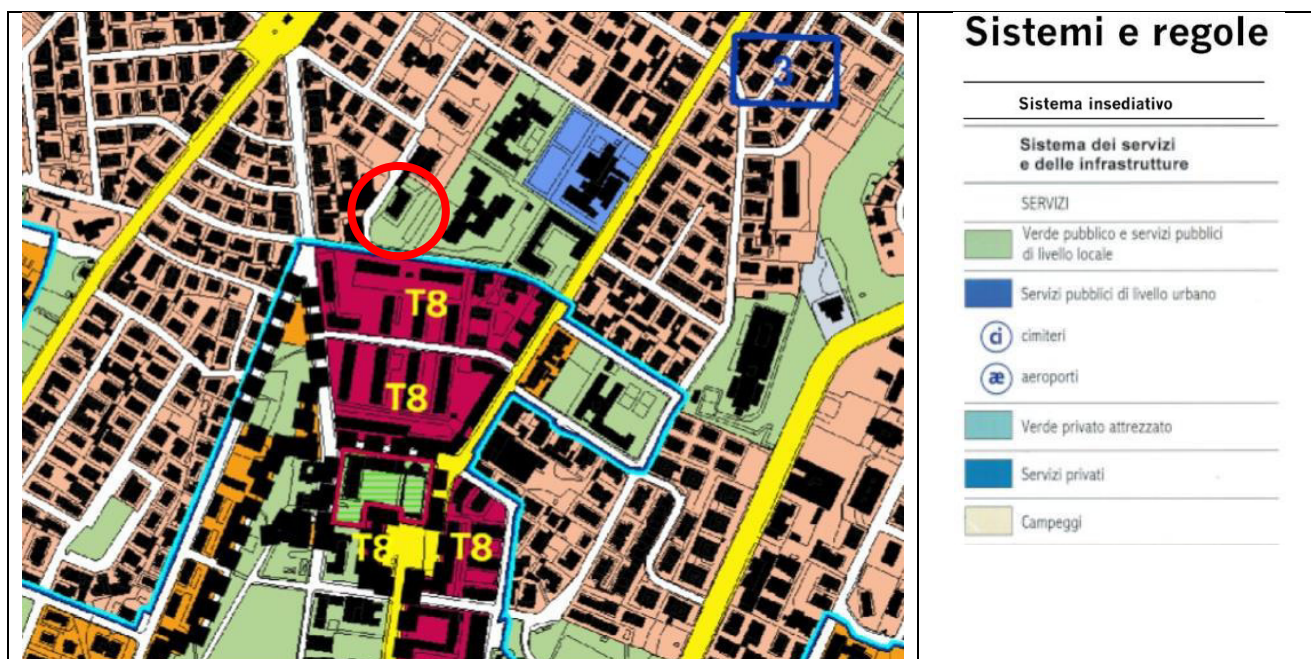 3
T8
T8
T8
T8
Sistemi e regole
Sistema insediativo
Sistema dei servizi
e delle infrastrutture
SERVIZI
Verde pubblico e servizi pubblici
di livello locale
Servizi pubblici di livello urbano
ci cimiteri
æ aeroporti
Verde privato attrezzato
Servizi privati
Campeggi